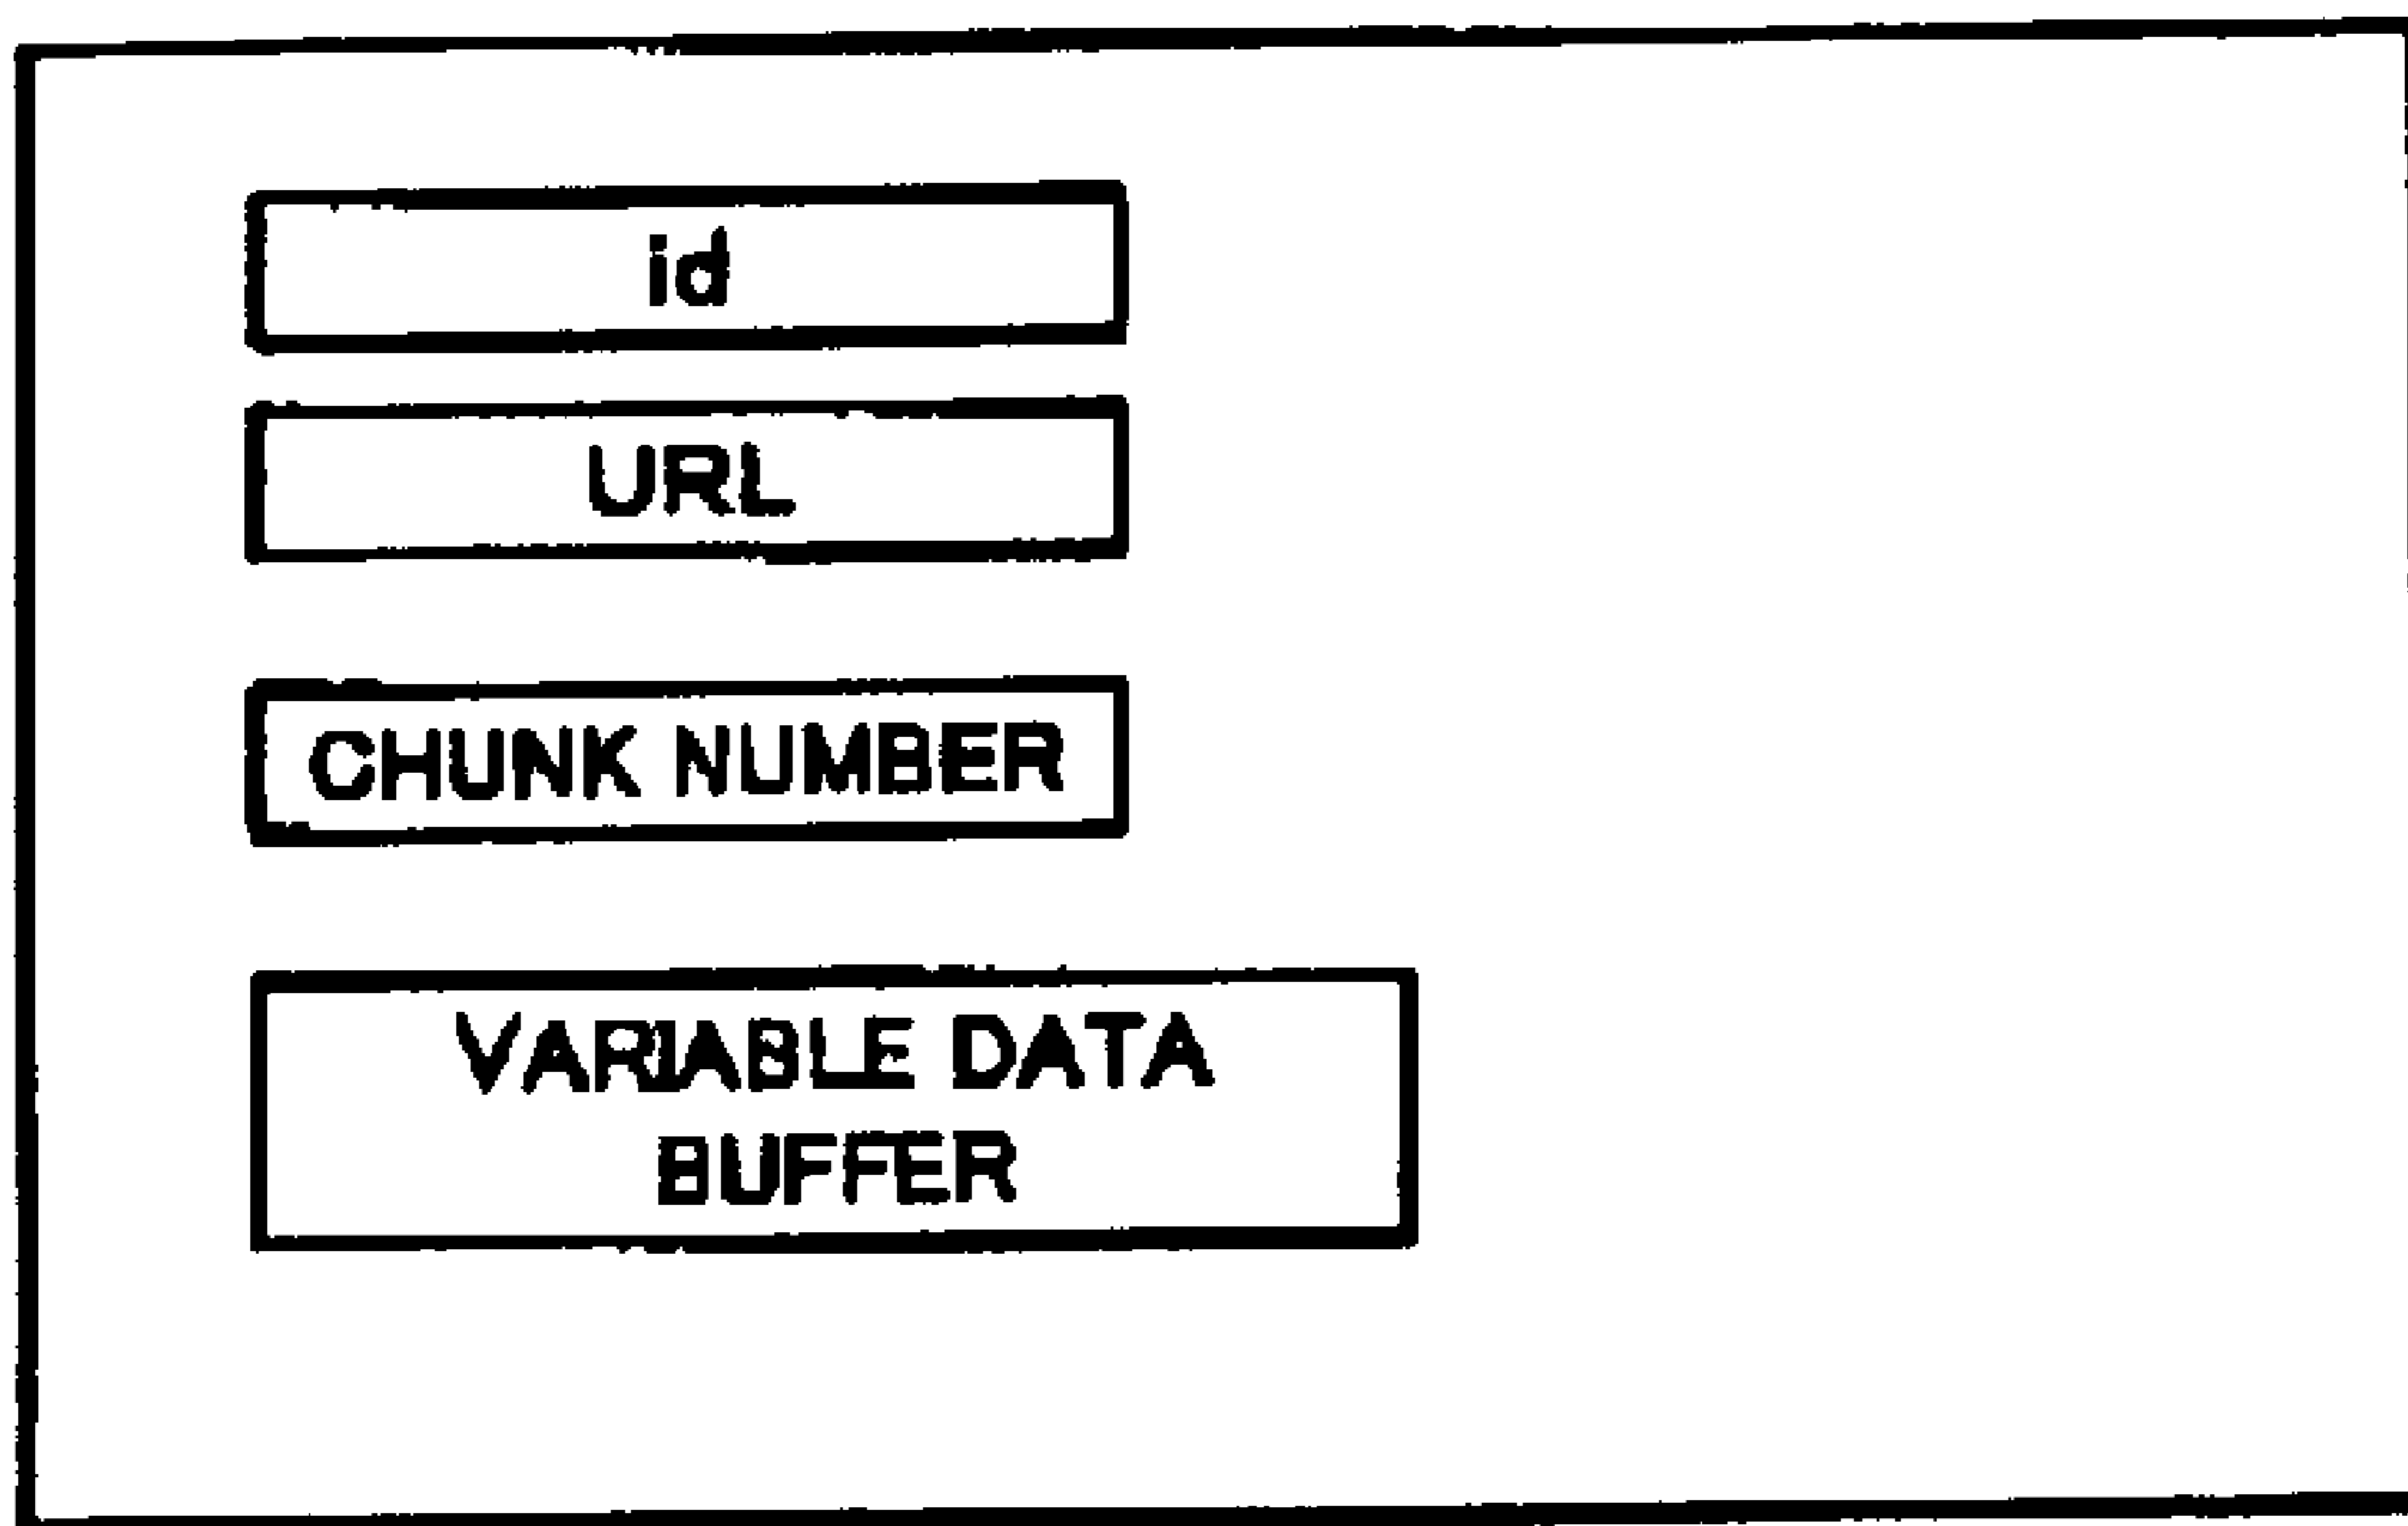 id
URL
CHUNK NUMBER
VARIABLE DATA
BUFFER